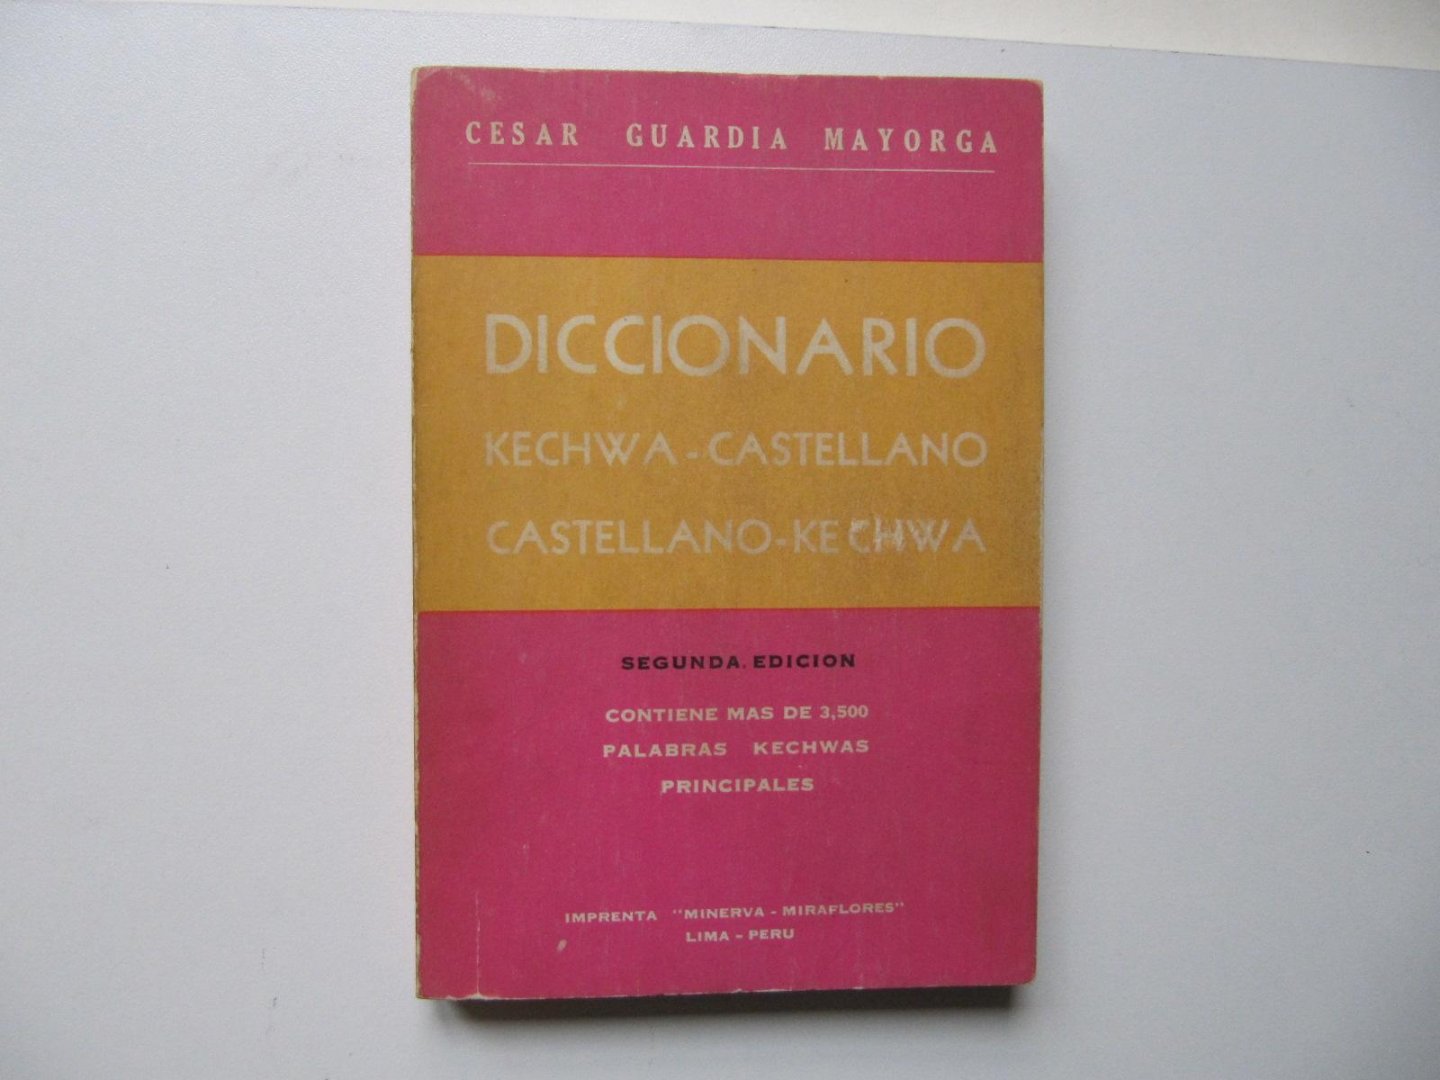 CESAR GUARDIA MAYORGA
DICCIONARIO
KECHWA-CASTELLANO
CASTELLANO-KECHWA
SEGUNDA. EDICION
CONTIENE MAS DE 3,500
PALABRAS KECHWAS
PRINCIPALES
IMPRENTA "MINERVA - MIRAFLORES"
LIMA - PERU